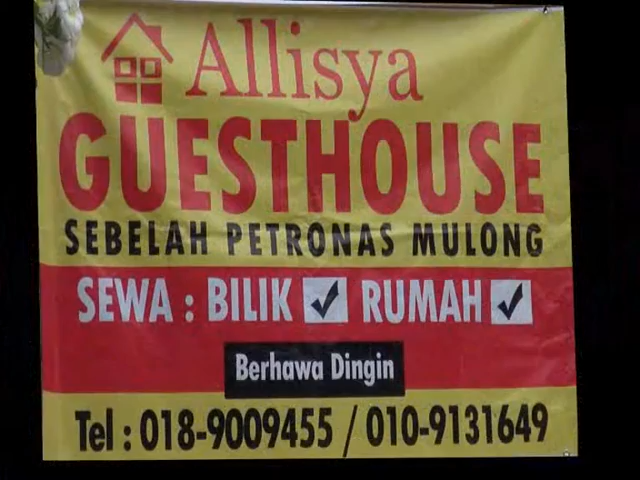 Allisya
GUESTHOUSE
SEBELAH PETRONAS MULONG
SEWA : BILIK ✓ RUMAH ✓
Berhawa Dingin
Tel : 018-9009455 / 010-9131649